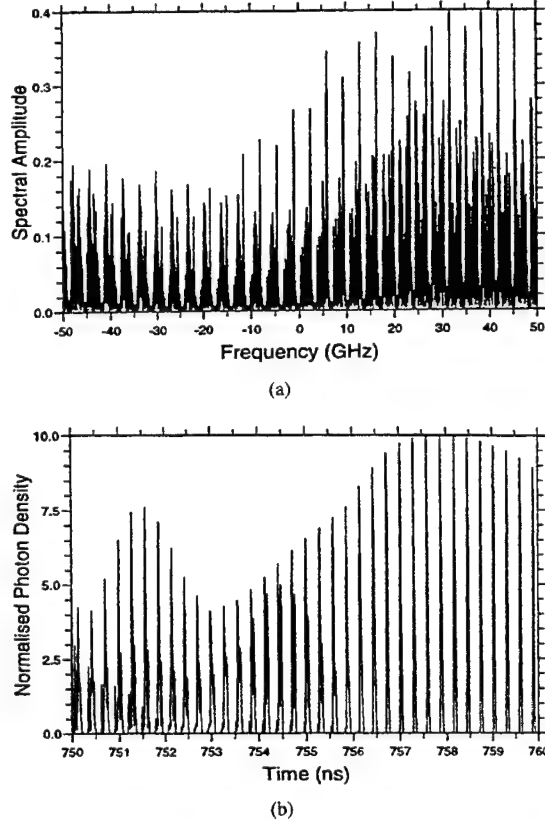 0.4
0.3
0.2
0.1
0.0
Spectral Amplitude
-50 -40 -30 -20 -10 0 10 20 30 40 50
Frequency (GHz)
(a)
10.0
7.5
5.0
2.5
0.0
Normalised Photon Density
750 751 752 753 754 755 756 757 758 759 760
Time (ns)
(b)